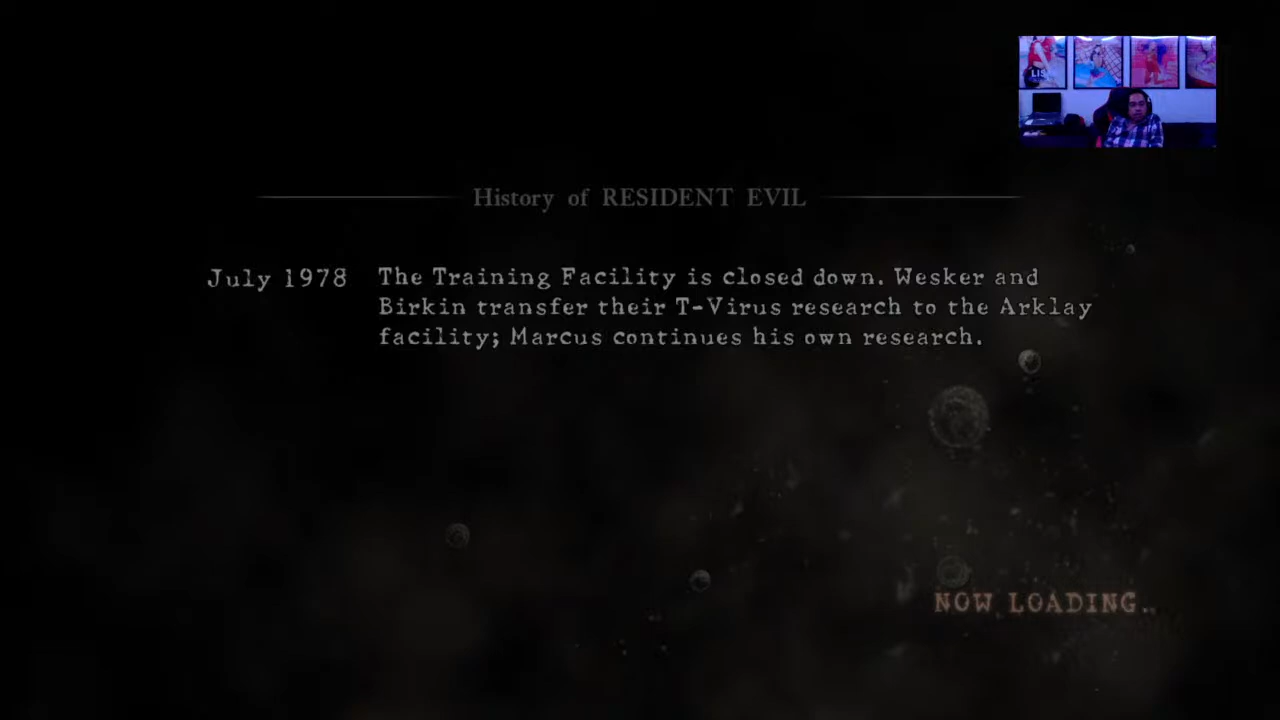 History of RESIDENT EVIL
July 1978 The Training Facility is closed down. Wesker and
Birkin transfer their T-Virus research to the Arklay
facility; Marcus continues his own research.
NOW LOADING..